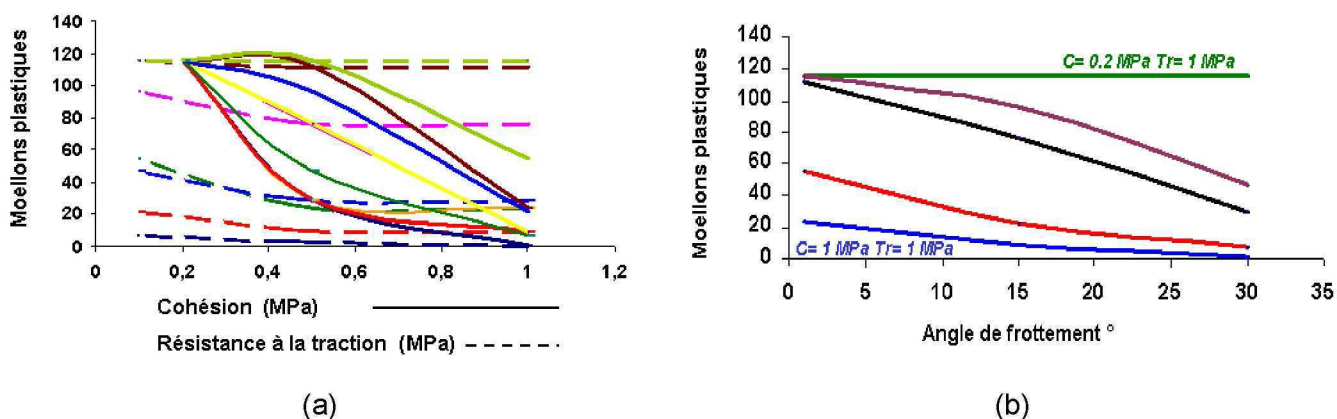 Moellons plastiques
140
120
100
80
60
40
20
0
0 0,2 0,4 0,6 0,8 1 1,2
Cohésion (MPa)
Résistance à la traction (MPa)
(a)
Moellons plastiques
140
120
100
80
60
40
20
0
C= 0.2 MPa Tr= 1 MPa
C= 1 MPa Tr= 1 MPa
0 5 10 15 20 25 30 35
Angle de frottement °
(b)